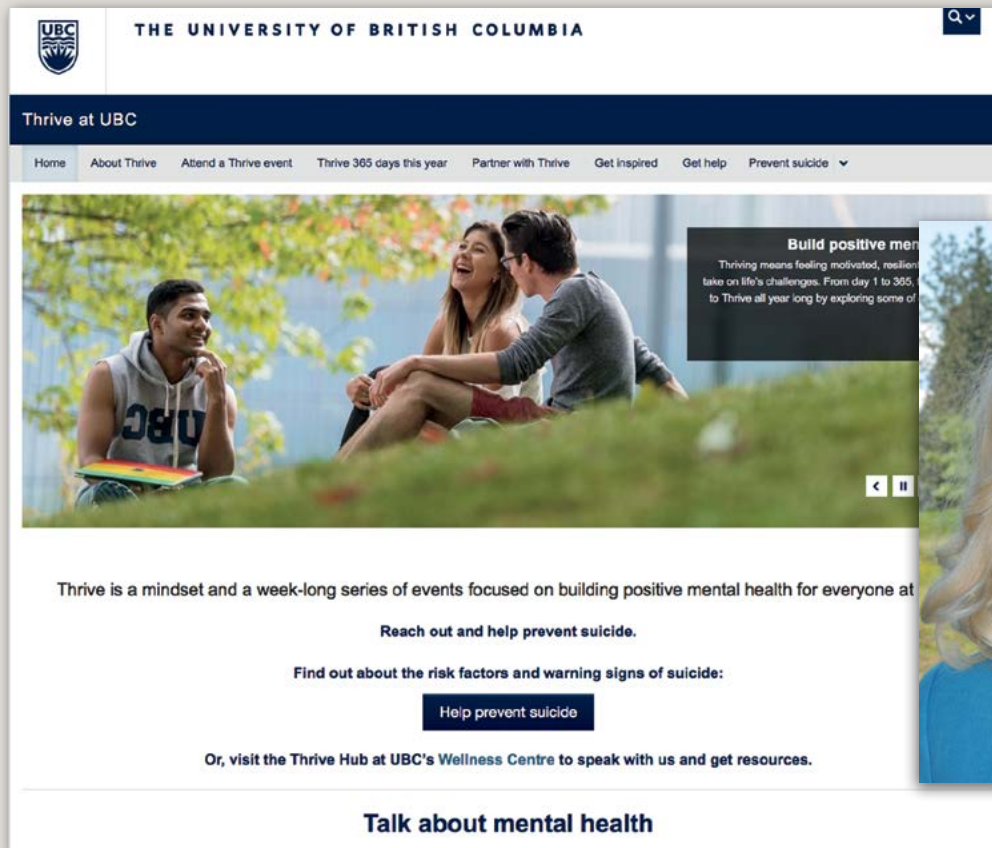 UBC
THE UNIVERSITY OF BRITISH COLUMBIA
Thrive at UBC
Home About Thrive Attend a Thrive event Thrive 365 days this year Partner with Thrive Get inspired Get help Prevent suicide
Build positive men
Thriving means feeling motivated, resilient
take on life's challenges. From day 1 to 365,
to Thrive all year long by exploring some of
UBC
Thrive is a mindset and a week-long series of events focused on building positive mental health for everyone at
Reach out and help prevent suicide.
Find out about the risk factors and warning signs of suicide:
Help prevent suicide
Or, visit the Thrive Hub at UBC's Wellness Centre to speak with us and get resources.
Talk about mental health